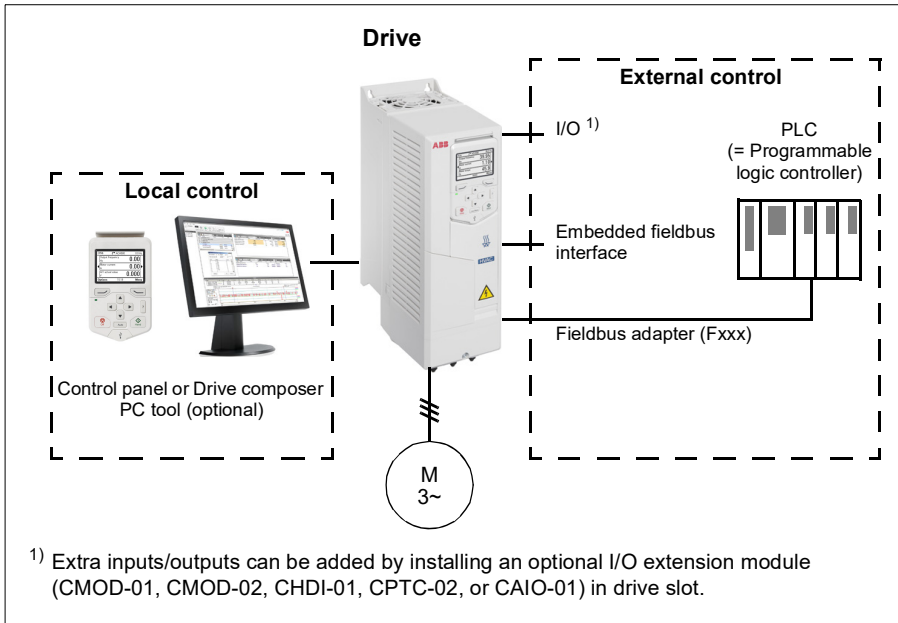 Drive
External control
I/O 1)
PLC
(= Programmable
logic controller)
Local control
ABB
Embedded fieldbus
interface
Fieldbus adapter (Fxxx)
Control panel or Drive composer
PC tool (optional)
M
3~
1) Extra inputs/outputs can be added by installing an optional I/O extension module
(CMOD-01, CMOD-02, CHDI-01, CPTC-02, or CAIO-01) in drive slot.